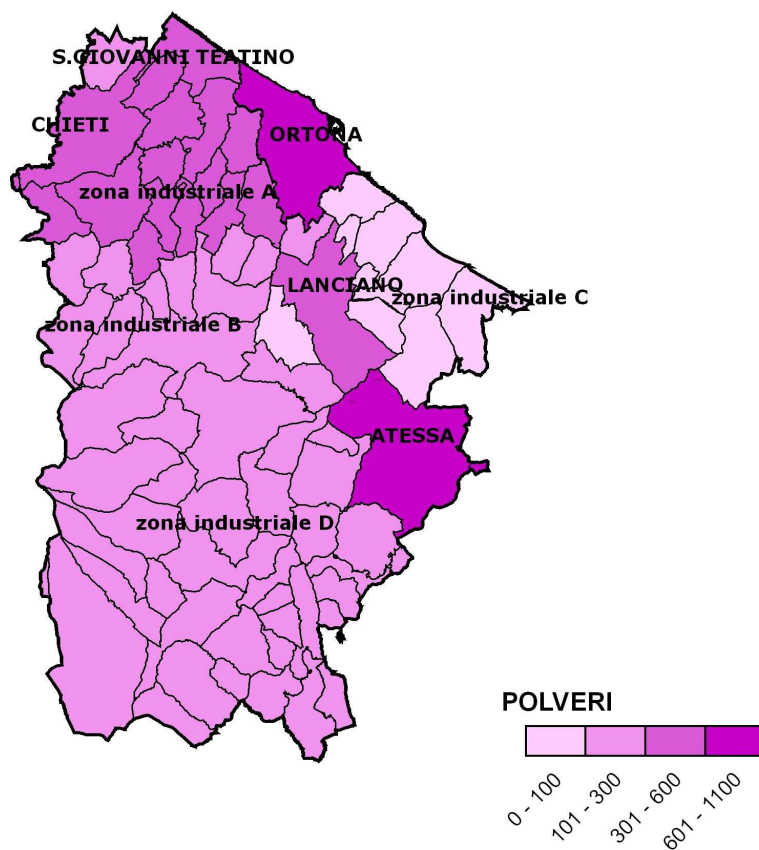 S.GIOVANNI TEATINO
CHIETI
ORTONA
zona industriale A
LANCIANO
zona industriale C
zona industriale B
ATESSA
zona industriale D
POLVERI
0 - 100
101 - 300
301 - 600
601 - 1100